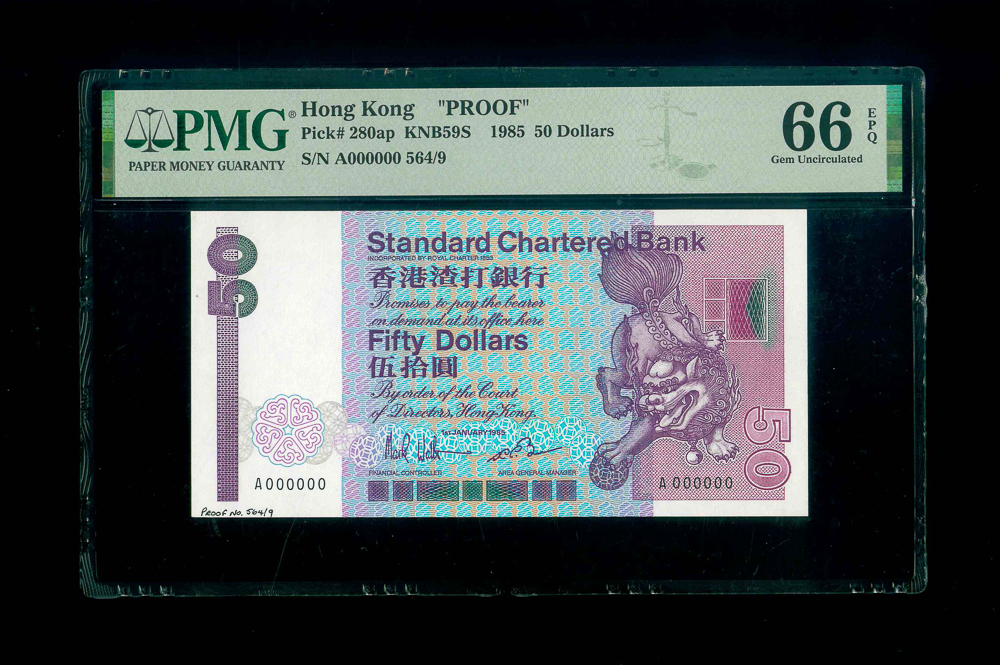 PMG®
PAPER MONEY GUARANTY
Hong Kong "PROOF"
Pick# 280ap KNB59S 1985 50 Dollars
S/N A000000 564/9
66 EPQ
Gem Uncirculated
50
Standard Chartered Bank
INCORPORATED BY ROYAL CHARTER 1853
香港渣打銀行
Promises to pay the bearer
on demand at its office here
Fifty Dollars
伍拾圓
By order of the Court
of Directors, Hong Kong.
1ST JANUARY 1985
FINANCIAL CONTROLLER AREA GENERAL MANAGER
A000000
A000000
50
PROOF NO. 564/9